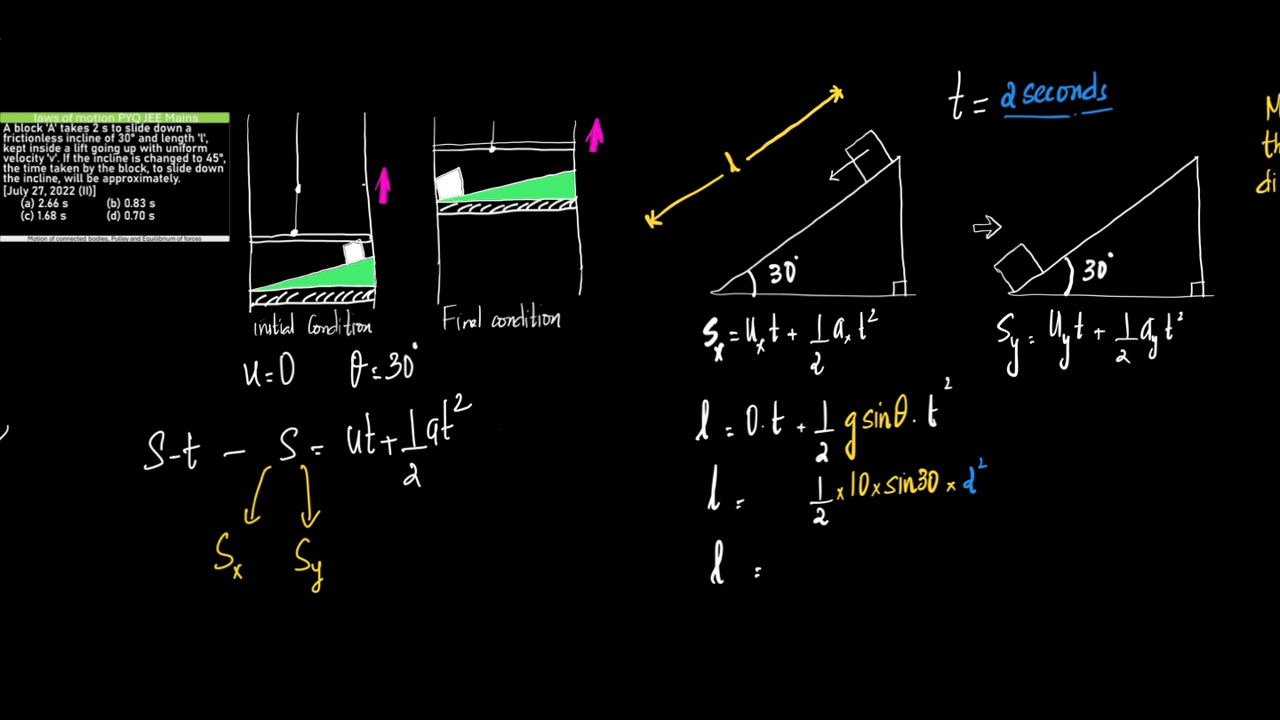 laws of motion PYQ JEE Mains
A block 'A' takes 2 s to slide down a
frictionless incline of 30° and length 'l',
kept inside a lift going up with uniform
velocity 'v'. If the incline is changed to 45°,
the time taken by the block, to slide down
the incline, will be approximately.
[July 27, 2022 (II)]
(a) 2.66 s (b) 0.83 s
(c) 1.68 s (d) 0.70 s
Motion of connected bodies, Pulley and Equilibrium of forces
initial Condition
Final condition
u=0 θ=30°
S-t – S = ut+1/2 at²
Sx Sy
t = 2 seconds
l
30°
30°
Sx = Uxt + 1/2 axt²
Sy = Uyt + 1/2 ayt²
l = 0.t + 1/2 g sinθ.t²
l = 1/2 × 10 × sin30 × 2²
l =
M
th
di